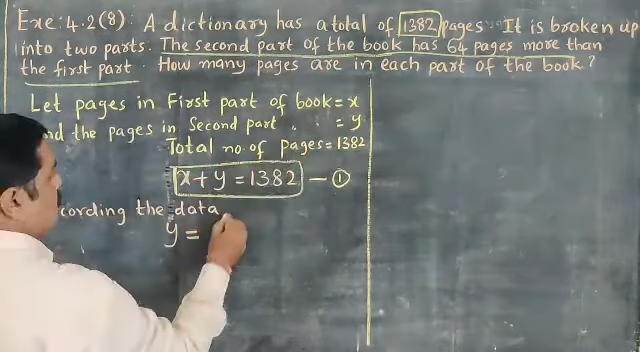 Exe: 4.2(8): A dictionary has a total of 1382 pages. It is broken up
into two parts. The second part of the book has 64 pages more than
the first part. How many pages are in each part of the book?
Let pages in First part of book = x
nd the pages in Second part " " = y
Total no. of pages = 1382
x + y = 1382 — ①
cording the data,
y =